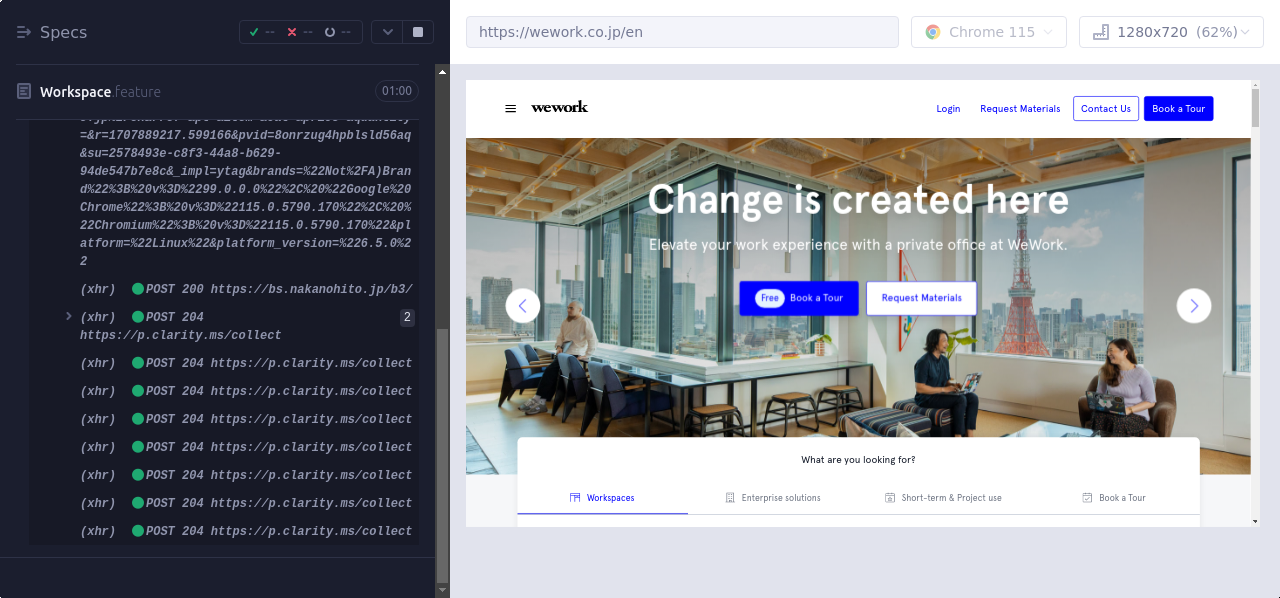 Specs
--
--
--
Workspace.feature
01:00
=&r=1707889217.599166&pvid=8onrzug4hpblsld56aq
&su=2578493e-c8f3-44a8-b629-
94de547b7e8c&_impl=ytag&brands=%22Not%2FA)Bran
d%22%3B%20v%3D%2299.0.0.0%22%2C%20%22Google%20
Chrome%22%3B%20v%3D%22115.0.5790.170%22%2C%20%
22Chromium%22%3B%20v%3D%22115.0.5790.170%22&pl
atform=%22Linux%22&platform_version=%226.5.0%2
2
(xhr) POST 200 https://bs.nakanohito.jp/b3/
(xhr) POST 204
https://p.clarity.ms/collect
2
(xhr) POST 204 https://p.clarity.ms/collect
(xhr) POST 204 https://p.clarity.ms/collect
(xhr) POST 204 https://p.clarity.ms/collect
(xhr) POST 204 https://p.clarity.ms/collect
(xhr) POST 204 https://p.clarity.ms/collect
(xhr) POST 204 https://p.clarity.ms/collect
(xhr) POST 204 https://p.clarity.ms/collect
https://wework.co.jp/en
Chrome 115
1280x720 (62%)
wework
Login
Request Materials
Contact Us
Book a Tour
Change is created here
Elevate your work experience with a private office at WeWork.
Free Book a Tour
Request Materials
What are you looking for?
Workspaces
Enterprise solutions
Short-term & Project use
Book a Tour